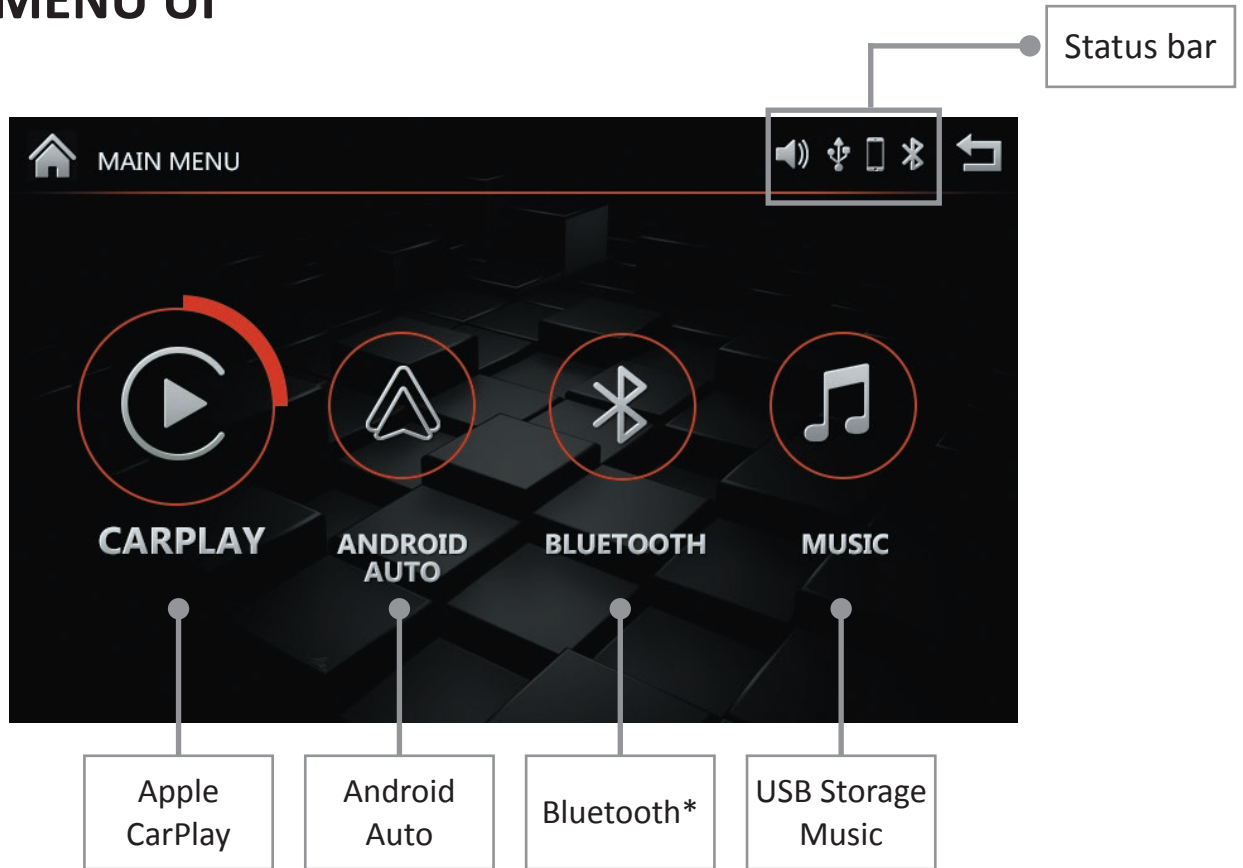 MENU UI
Status bar
MAIN MENU
CARPLAY
ANDROID
AUTO
BLUETOOTH
MUSIC
Apple
CarPlay
Android
Auto
Bluetooth*
USB Storage
Music